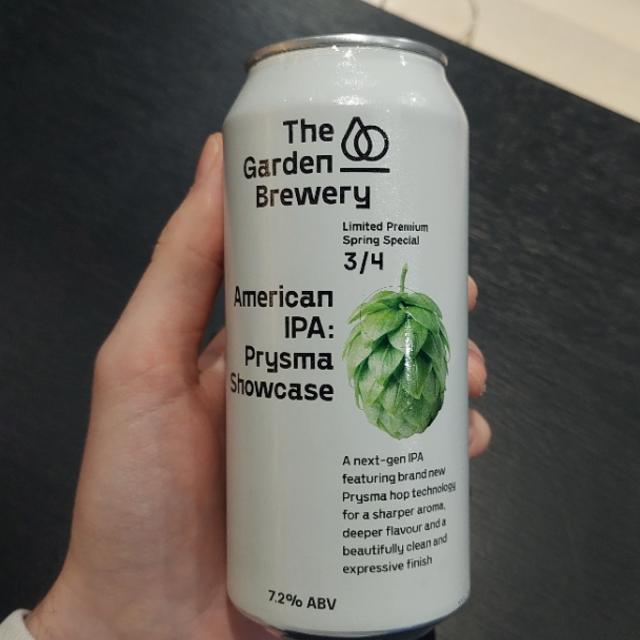 The
Garden
Brewery
Limited Premium
Spring Special
3/4
American
IPA:
Prysma
Showcase
A next-gen IPA
featuring brand new
Prysma hop technology
for a sharper aroma,
deeper flavour and a
beautifully clean and
expressive finish
7.2% ABV